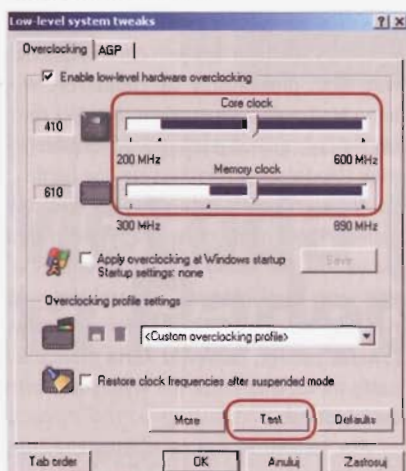 Low-level system tweaks
Overclocking AGP
Enable low-level hardware overclocking
Core clock
410
200 MHz 600 MHz
Memory clock
610
300 MHz 890 MHz
Apply overclocking at Windows startup Save
Startup settings: none
Overclocking profile settings
<Custom overclocking profile>
Restore clock frequencies after suspended mode
More Test Defaults
Tab order OK Anuluj Zastosuj